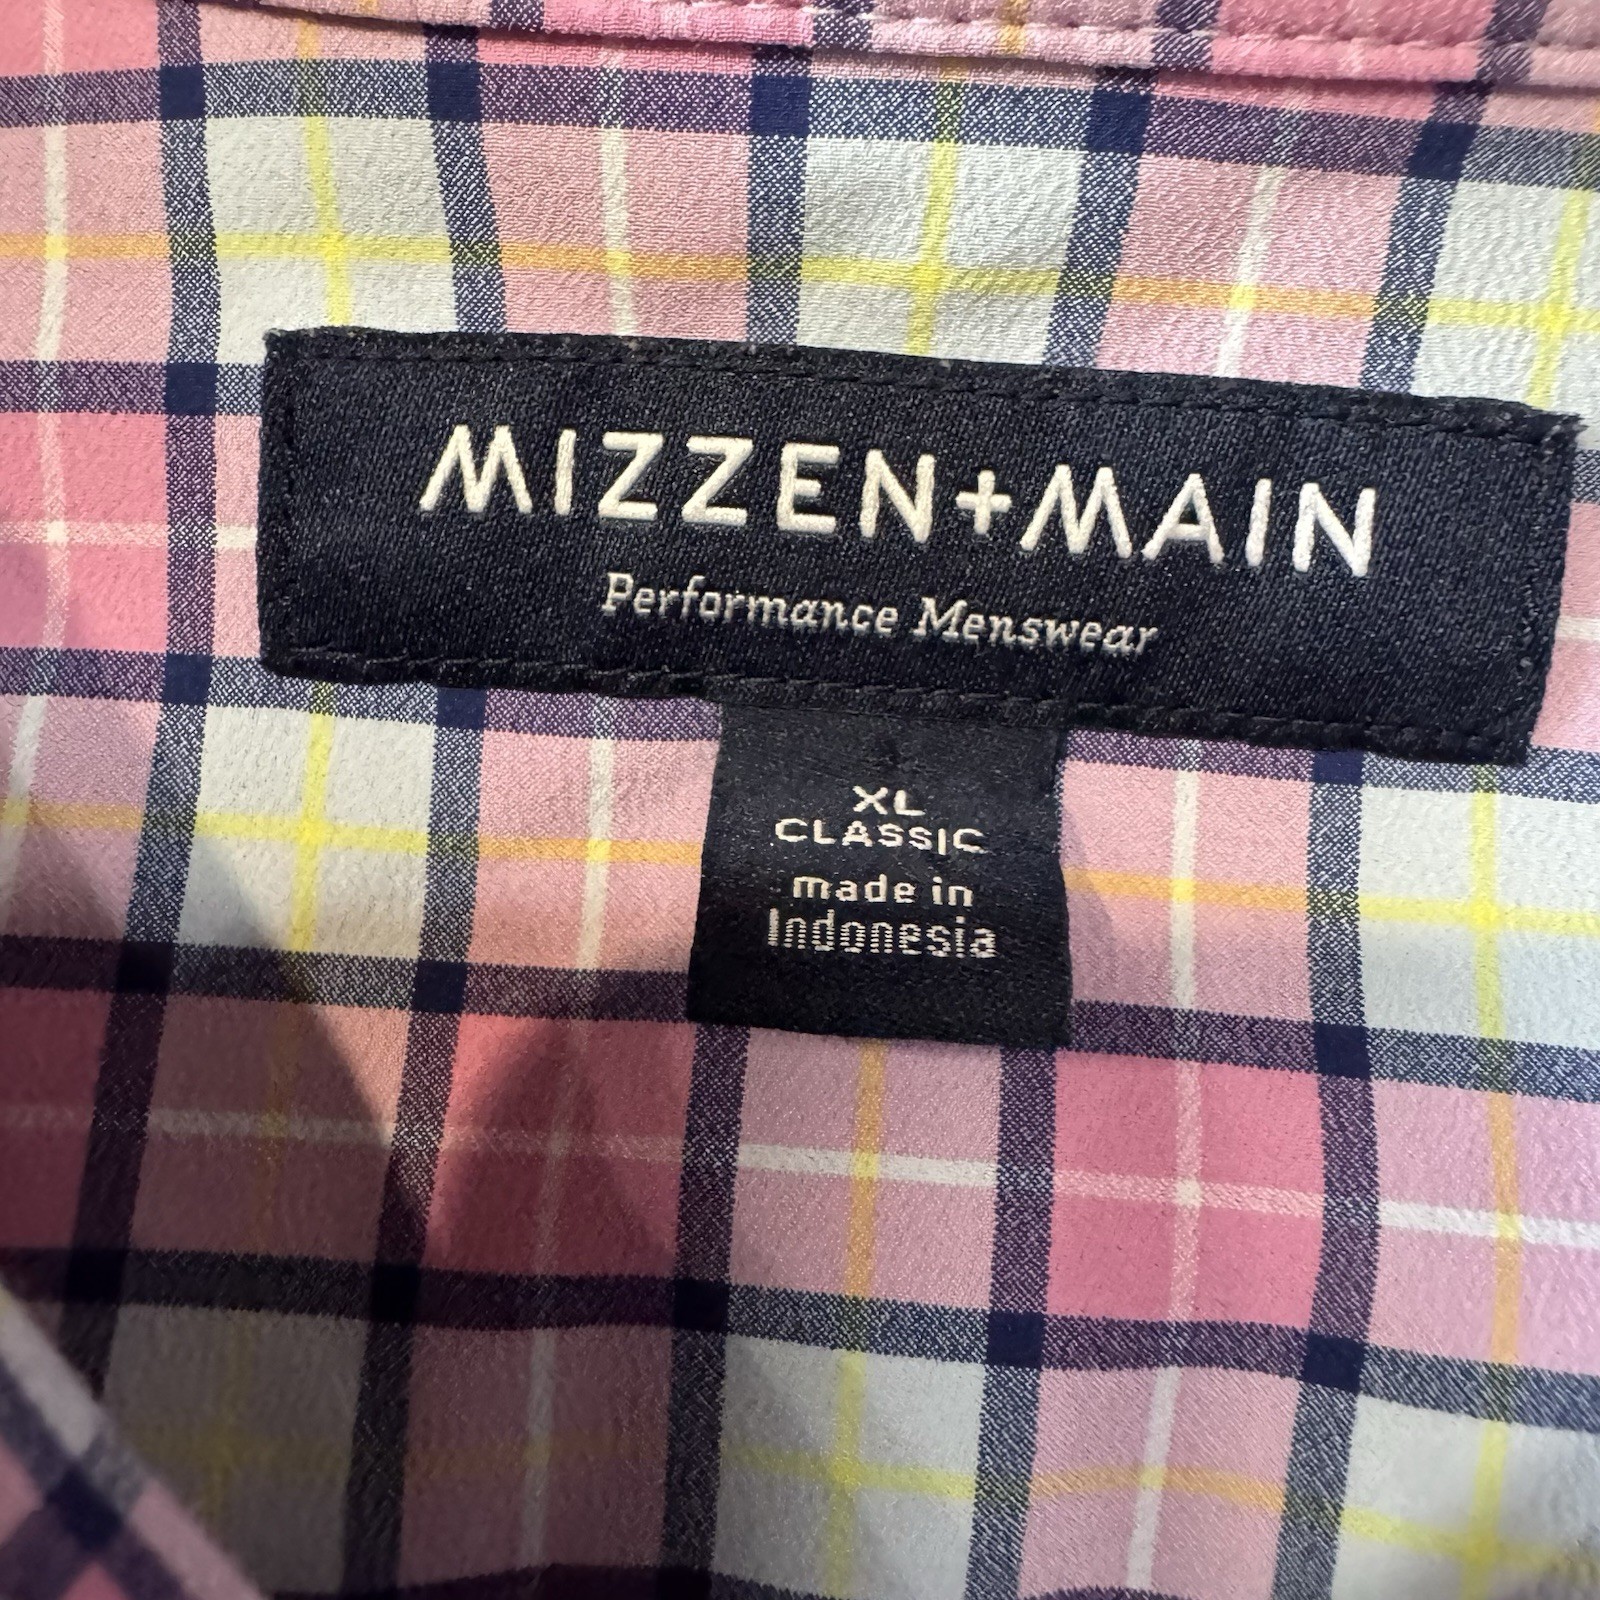 MIZZEN+MAIN
Performance Menswear
XL
CLASSIC
made in
Indonesia